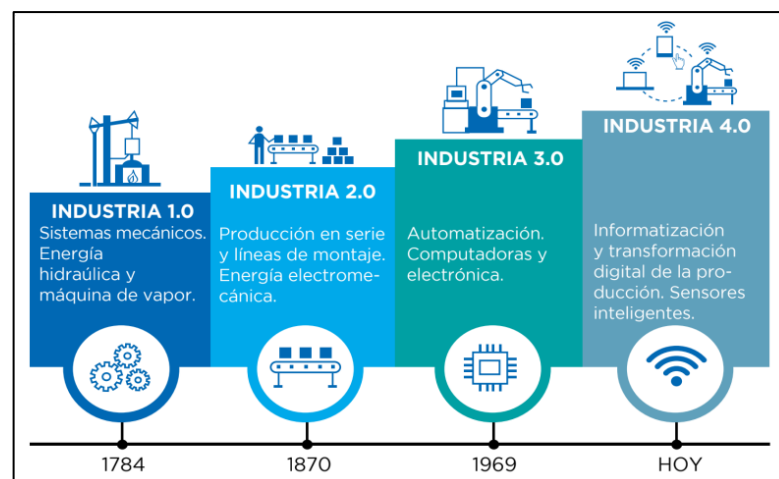 INDUSTRIA 1.0
Sistemas mecánicos.
Energía
hidraúlica y
máquina de vapor.
INDUSTRIA 2.0
Producción en serie
y líneas de montaje.
Energía electrome-
cánica.
INDUSTRIA 3.0
Automatización.
Computadoras y
electrónica.
INDUSTRIA 4.0
Informatización
y transformación
digital de la pro-
ducción. Sensores
inteligentes.
1784
1870
1969
HOY